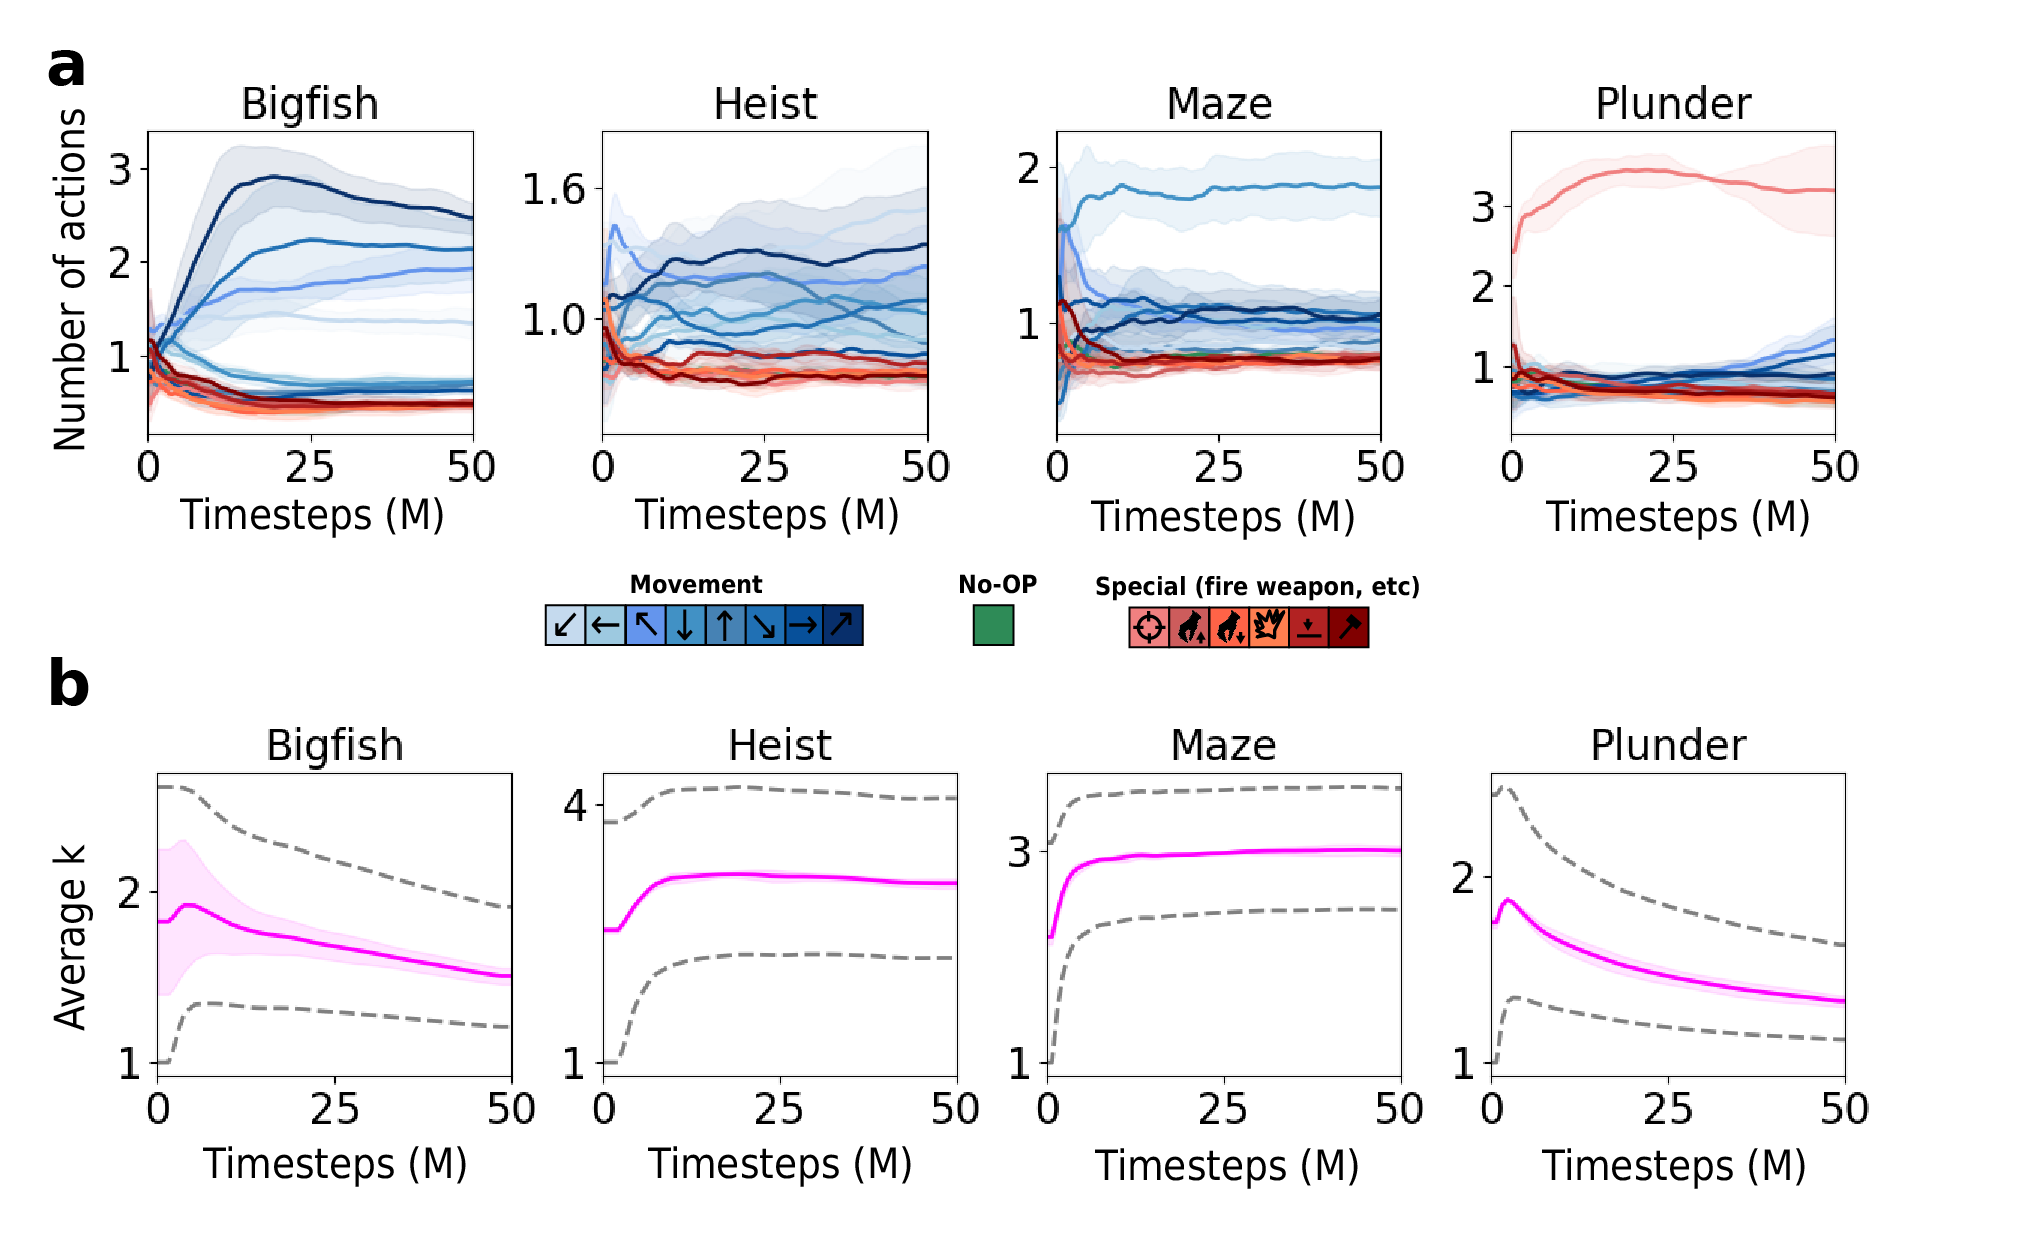 a
Bigfish Heist Maze Plunder
Number of actions
3
2
1
1.6
1.0
2
1
3
2
1
0 25 50 0 25 50 0 25 50 0 25 50
Timesteps (M) Timesteps (M) Timesteps (M) Timesteps (M)
Movement No-OP Special (fire weapon, etc)
b
Bigfish Heist Maze Plunder
Average k
2
1
4
1
3
1
2
1
0 25 50 0 25 50 0 25 50 0 25 50
Timesteps (M) Timesteps (M) Timesteps (M) Timesteps (M)